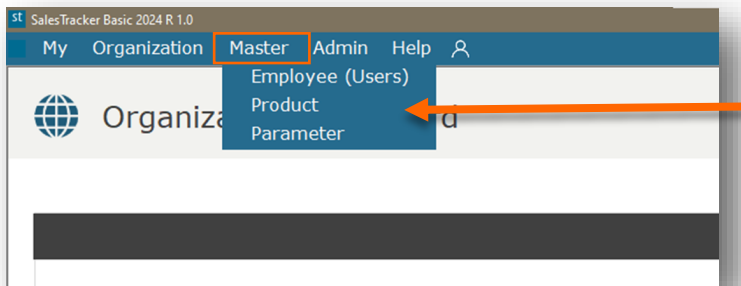 st SalesTracker Basic 2024 R 1.0
My Organization Master Admin Help
Employee (Users)
Product
Parameter
Organiza d